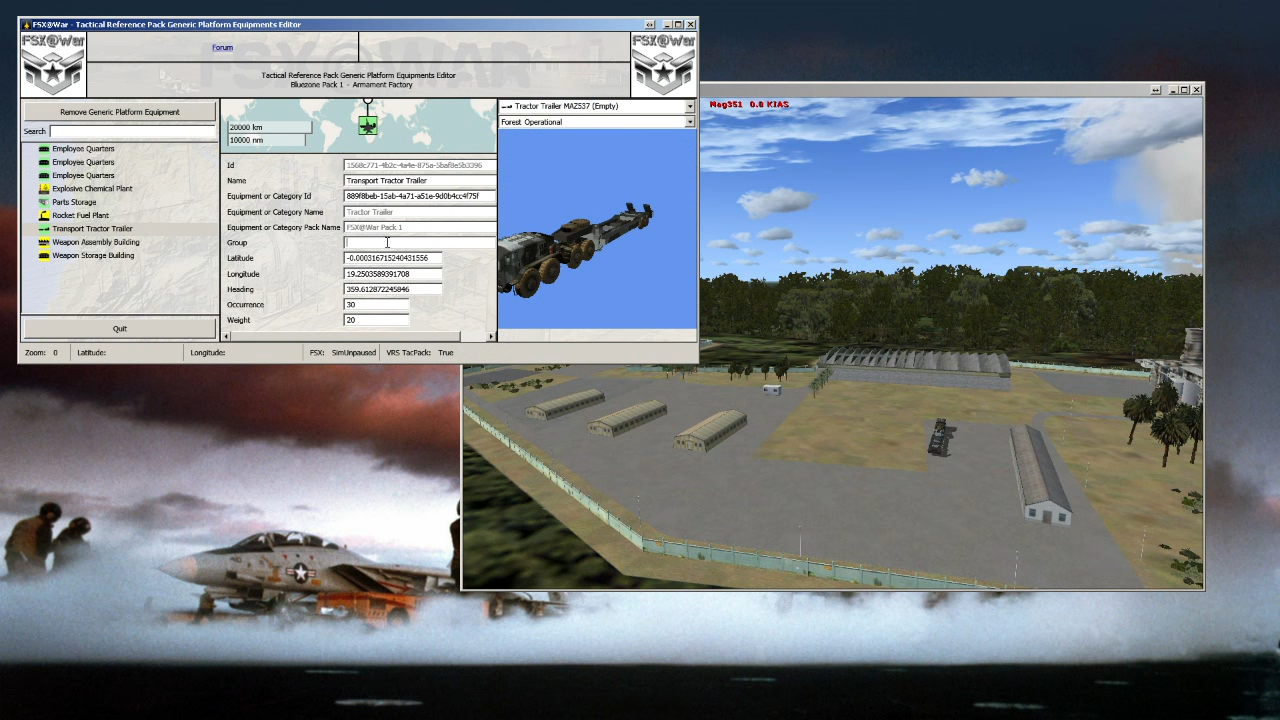 FSX@War - Tactical Reference Pack Generic Platform Equipments Editor
FSX@War
Forum
FSX@War
Tactical Reference Pack Generic Platform Equipments Editor
Bluezone Pack 1 - Armament Factory
Remove Generic Platform Equipment
Search
Employee Quarters
Employee Quarters
Employee Quarters
Explosive Chemical Plant
Parts Storage
Rocket Fuel Plant
Transport Tractor Trailer
Weapon Assembly Building
Weapon Storage Building
Quit
20000 km
10000 nm
Id 1568c771-4b2c-4a4e-875a-5baf8e5b3396
Name Transport Tractor Trailer
Equipment or Category Id 889f8beb-15ab-4a71-a51e-9d0b4cc4f75f
Equipment or Category Name Tractor Trailer
Equipment or Category Pack Name FSX@War Pack 1
Group
Latitude -0.000316715240431556
Longitude 19.2503589391708
Heading 359.612872245846
Occurrence 30
Weight 20
Tractor Trailer MAZ537 (Empty)
Forest Operational
Zoom: 0 Latitude: Longitude: FSX: SimUnpaused VRS TacPack: True
Mag351 0.0 KIAS